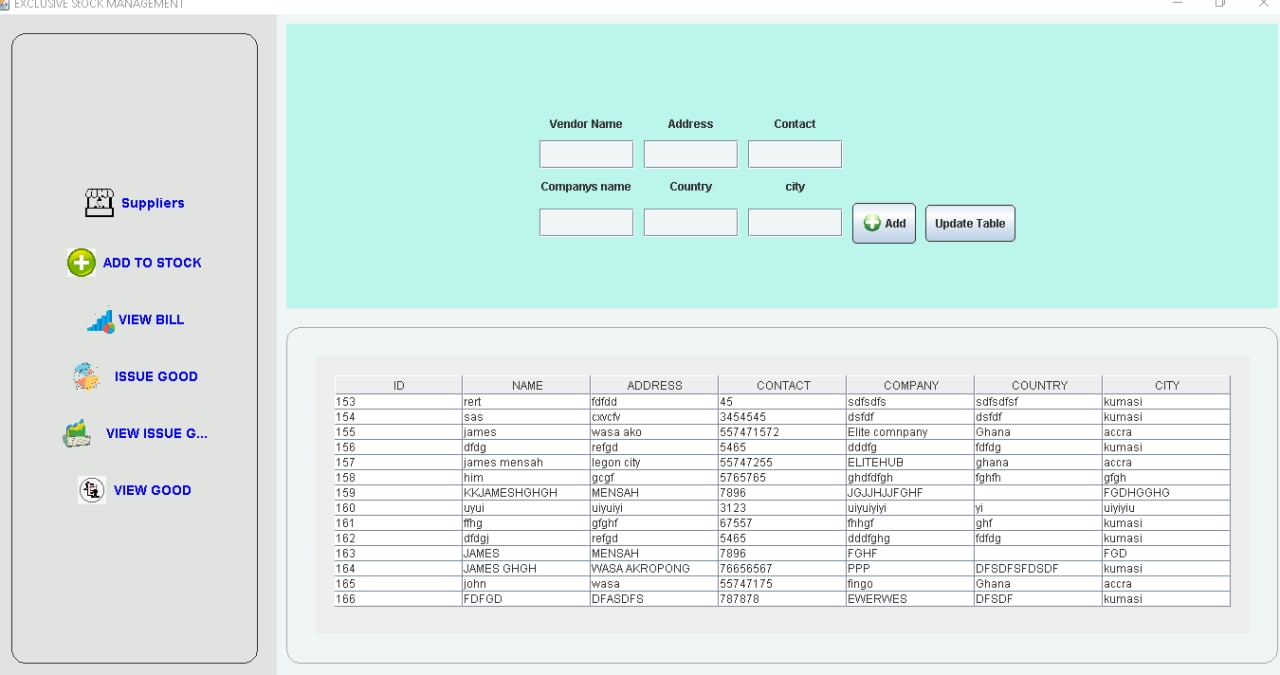 EXCLUSIVE StOCK MANAGEMENT
Suppliers
ADD TO STOCK
VIEW BILL
ISSUE GOOD
VIEW ISSUE G...
VIEW GOOD
Vendor Name Address Contact
Companys name Country city
Add Update Table
ID NAME ADDRESS CONTACT COMPANY COUNTRY CITY
153 rert fdfdd 45 sdfsdfs sdfsdfsf kumasi
154 sas cxvcfv 3454545 dsfdf dsfdf kumasi
155 james wasa ako 557471572 Elite comnpany Ghana accra
156 dfdg refgd 5465 dddfg fdfdg kumasi
157 james mensah legon city 55747255 ELITEHUB ghana accra
158 him gcgf 5765765 ghdfdfgh fghfh gfgh
159 KKJAMESHGHGH MENSAH 7896 JGJJHJJFGHF FGDHGGHG
160 uyui uiyuiyi 3123 uiyuiyiyi yi uiyiyiu
161 ffhg gfghf 67557 fhhgf ghf kumasi
162 dfdgj refgd 5465 dddfghg fdfdg kumasi
163 JAMES MENSAH 7896 FGHF FGD
164 JAMES GHGH WASA AKROPONG 76656567 PPP DFSDFSFDSDF kumasi
165 john wasa 55747175 fingo Ghana accra
166 FDFGD DFASDFS 787878 EWERWES DFSDF kumasi